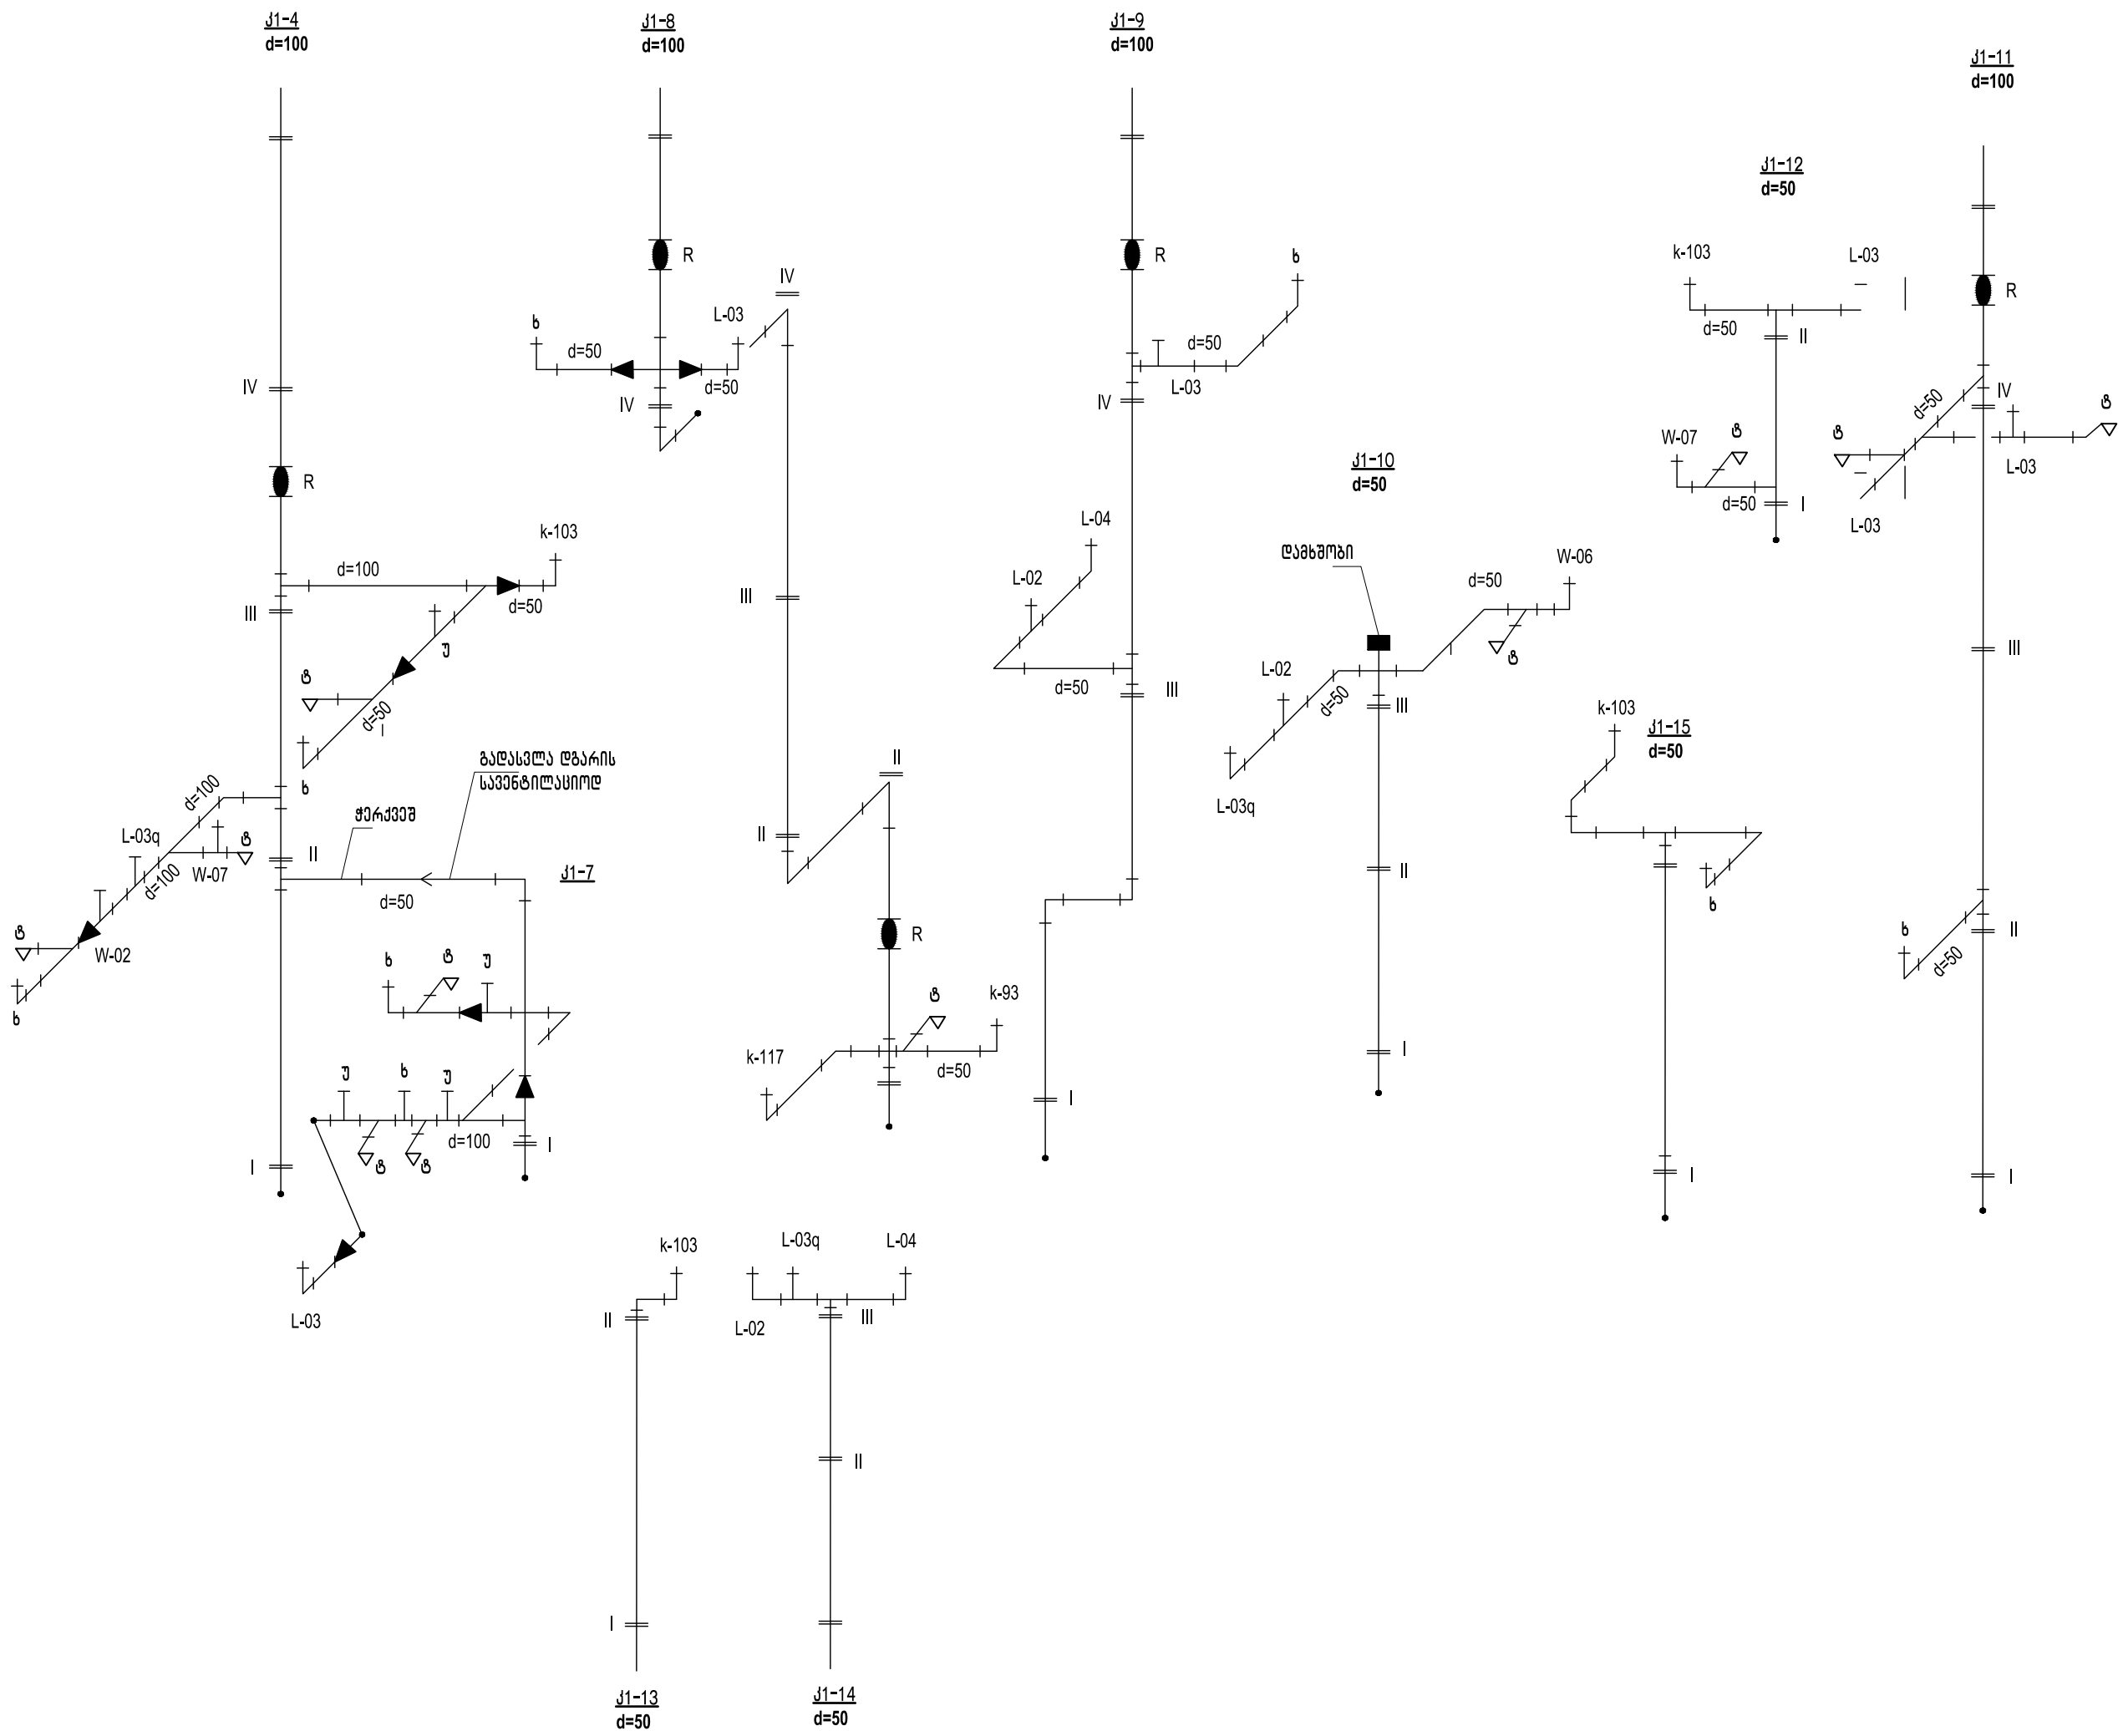 კ1-4
d=100
კ1-8
d=100
კ1-9
d=100
კ1-11
d=100
კ1-12
d=50
R
IV
L-03
ხ
d=50
d=50
IV
R
ხ
d=50
L-03
IV
k-103
L-03
d=50
II
R
IV
d=50
ტ
ტ
L-03
L-03
W-07
ტ
d=50
I
IV
R
k-103
d=100
d=50
III
უ
ტ
d=50
ხ
III
L-04
L-02
d=50
III
კ1-10
d=50
დამხშობი
W-06
d=50
ტ
L-02
d=50
III
L-03q
III
k-103
კ1-15
d=50
ხ
I
გადასვლა დგარის
სავენტილაციოდ
ჭერქვეშ
d=100
L-03q
ტ
d=100
W-07
II
d=50
კ1-7
ტ
W-02
ხ
II
II
R
II
ხ
d=50
II
ხ
ტ
უ
ტ
k-93
k-117
d=50
I
I
უ
ხ
უ
d=100
ტ
ტ
I
I
I
L-03
k-103
II
I
L-03q
L-04
L-02
III
II
კ1-13
d=50
კ1-14
d=50